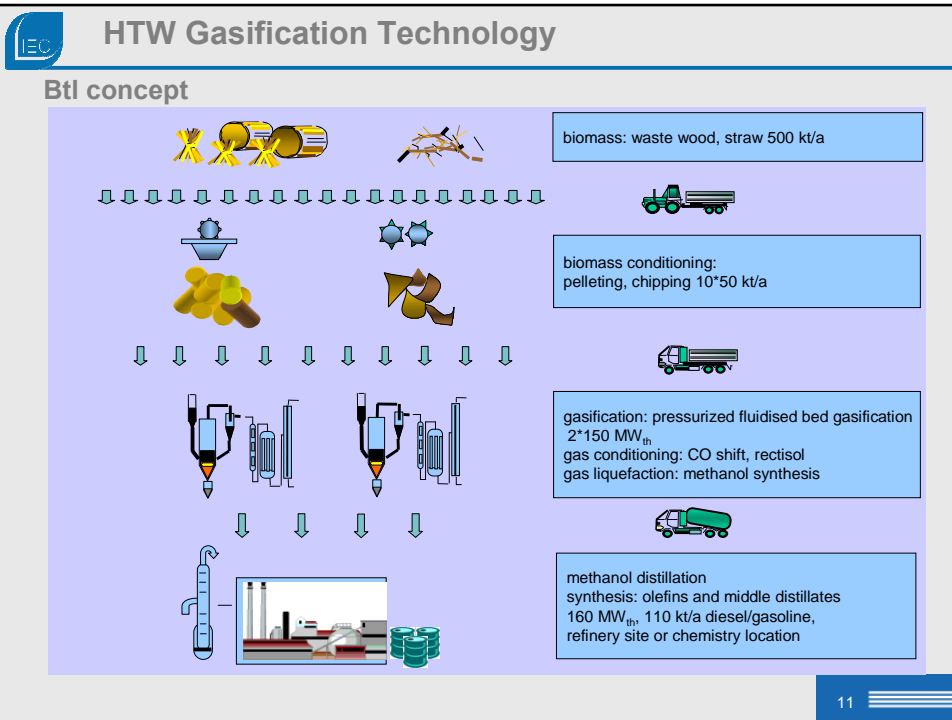 IEC
HTW Gasification Technology
Btl concept
biomass: waste wood, straw 500 kt/a
biomass conditioning:
pelleting, chipping 10*50 kt/a
gasification: pressurized fluidised bed gasification
2*150 MWth
gas conditioning: CO shift, rectisol
gas liquefaction: methanol synthesis
methanol distillation
synthesis: olefins and middle distillates
160 MWth, 110 kt/a diesel/gasoline,
refinery site or chemistry location
11